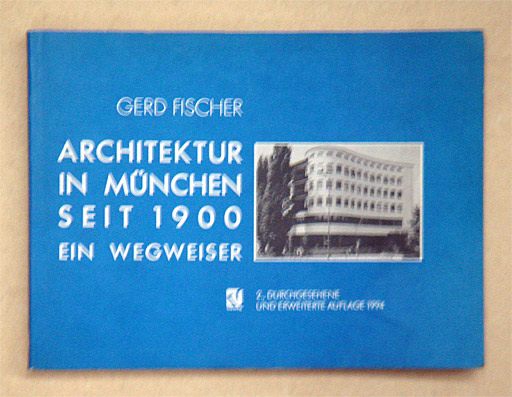 GERD FISCHER
ARCHITEKTUR
IN MÜNCHEN
SEIT 1900
EIN WEGWEISER
2., DURCHGESEHENE
UND ERWEITERTE AUFLAGE 1994